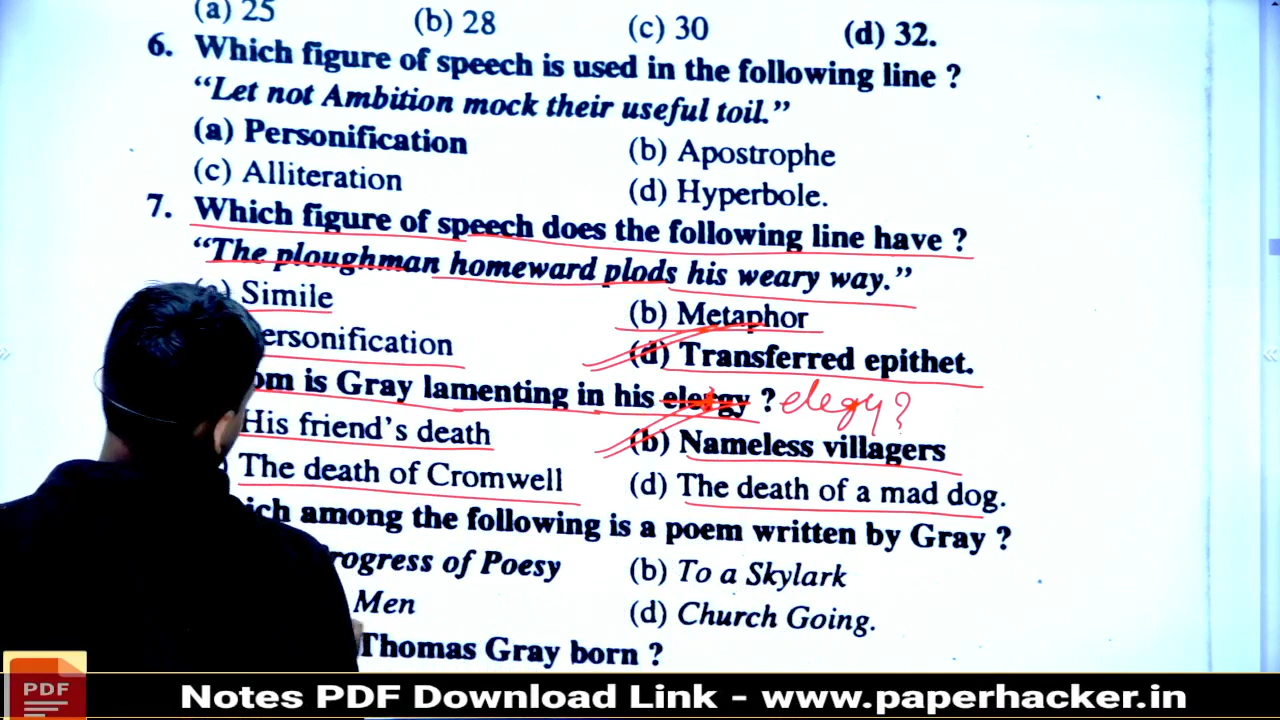 (a) 25 (b) 28 (c) 30 (d) 32.
6. Which figure of speech is used in the following line ?
“Let not Ambition mock their useful toil.”
(a) Personification (b) Apostrophe
(c) Alliteration (d) Hyperbole.
7. Which figure of speech does the following line have ?
“The ploughman homeward plods his weary way.”
Simile (b) Metaphor
ersonification (d) Transferred epithet.
om is Gray lamenting in his elergy ? elegy?
His friend’s death (b) Nameless villagers
The death of Cromwell (d) The death of a mad dog.
ich among the following is a poem written by Gray ?
rogress of Poesy (b) To a Skylark
Men (d) Church Going.
Thomas Gray born ?
PDF
Notes PDF Download Link - www.paperhacker.in